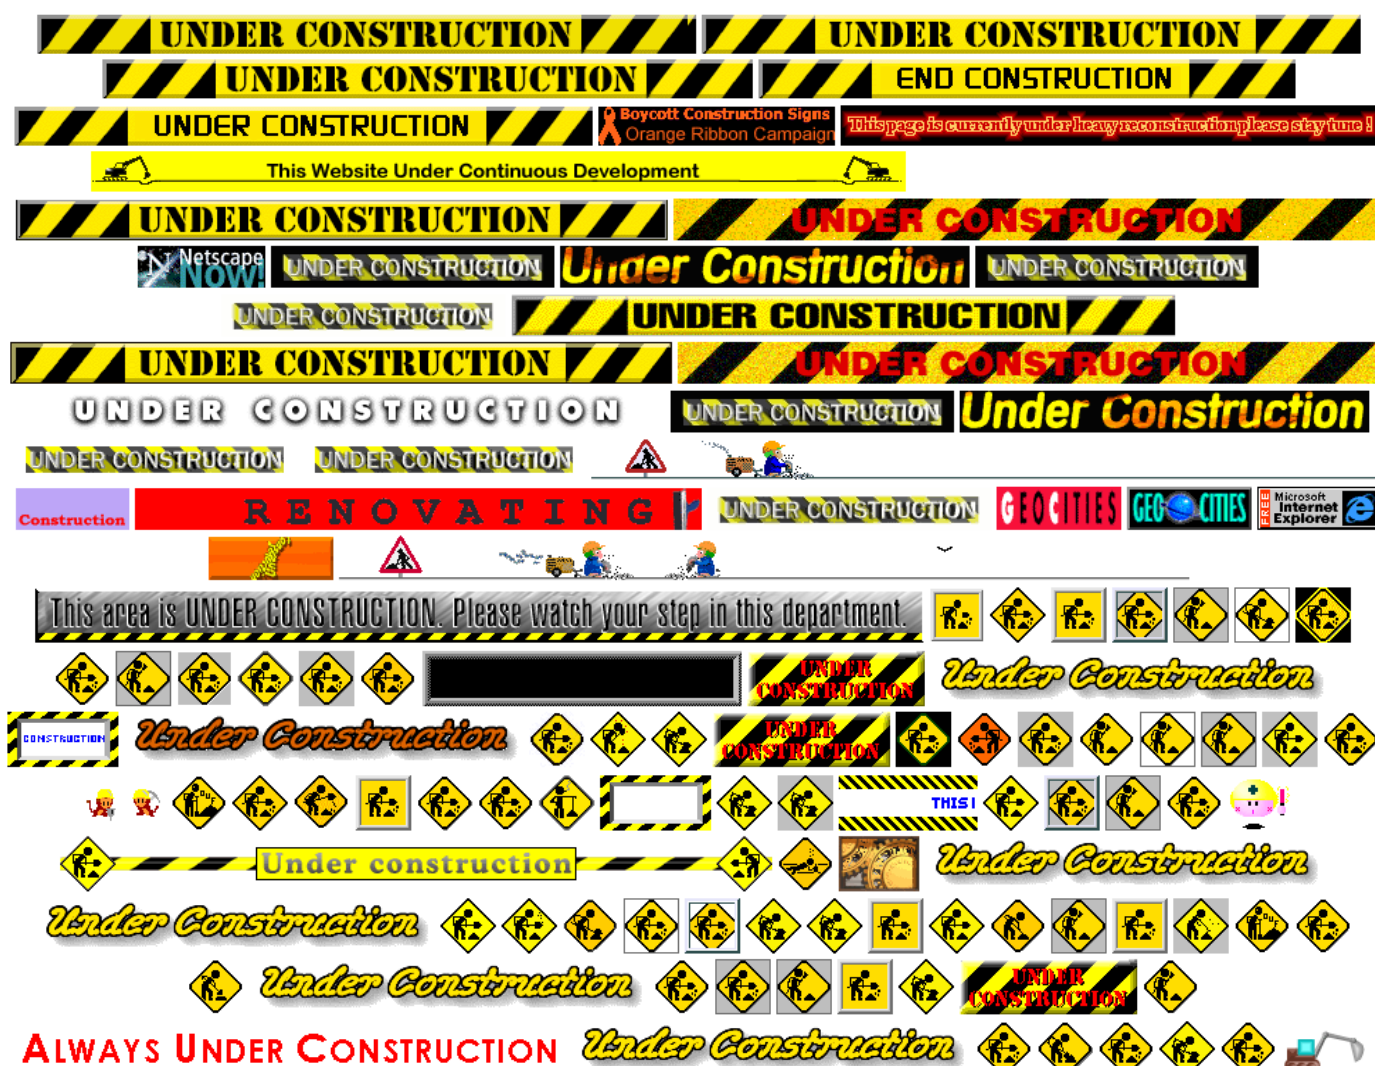 UNDER CONSTRUCTION UNDER CONSTRUCTION
UNDER CONSTRUCTION END CONSTRUCTION
UNDER CONSTRUCTION
Boycott Construction Signs
Orange Ribbon Campaign
This page is currently under heavy reconstruction please stay tune !
This Website Under Continuous Development
UNDER CONSTRUCTION UNDER CONSTRUCTION
N Netscape
NOW!
UNDER CONSTRUCTION Under Construction UNDER CONSTRUCTION
UNDER CONSTRUCTION UNDER CONSTRUCTION
UNDER CONSTRUCTION UNDER CONSTRUCTION
UNDER CONSTRUCTION UNDER CONSTRUCTION Under Construction
UNDER CONSTRUCTION UNDER CONSTRUCTION
Construction RENOVATING UNDER CONSTRUCTION GEOCITIES GEOCITIES
FREE
Microsoft
Internet
Explorer
This area is UNDER CONSTRUCTION. Please watch your step in this department.
UNDER
CONSTRUCTION
Under Construction
CONSTRUCTION Under Construction
UNDER
CONSTRUCTION
OUF
THIS!
Under construction Under Construction
Under Construction
OUF
Under Construction
UNDER
CONSTRUCTION
ALWAYS UNDER CONSTRUCTION Under Construction